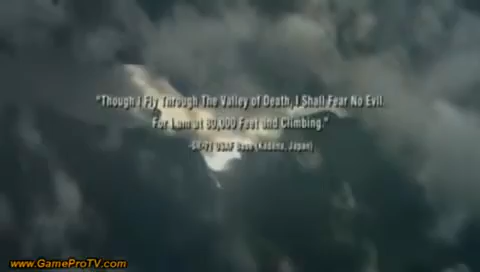 "Though I Fly Through The Valley of Death, I Shall Fear No Evil.
For I am at 80,000 Feet and Climbing."
-SR-71 USAF Base (Kadena, Japan)
www.GameProTV.com